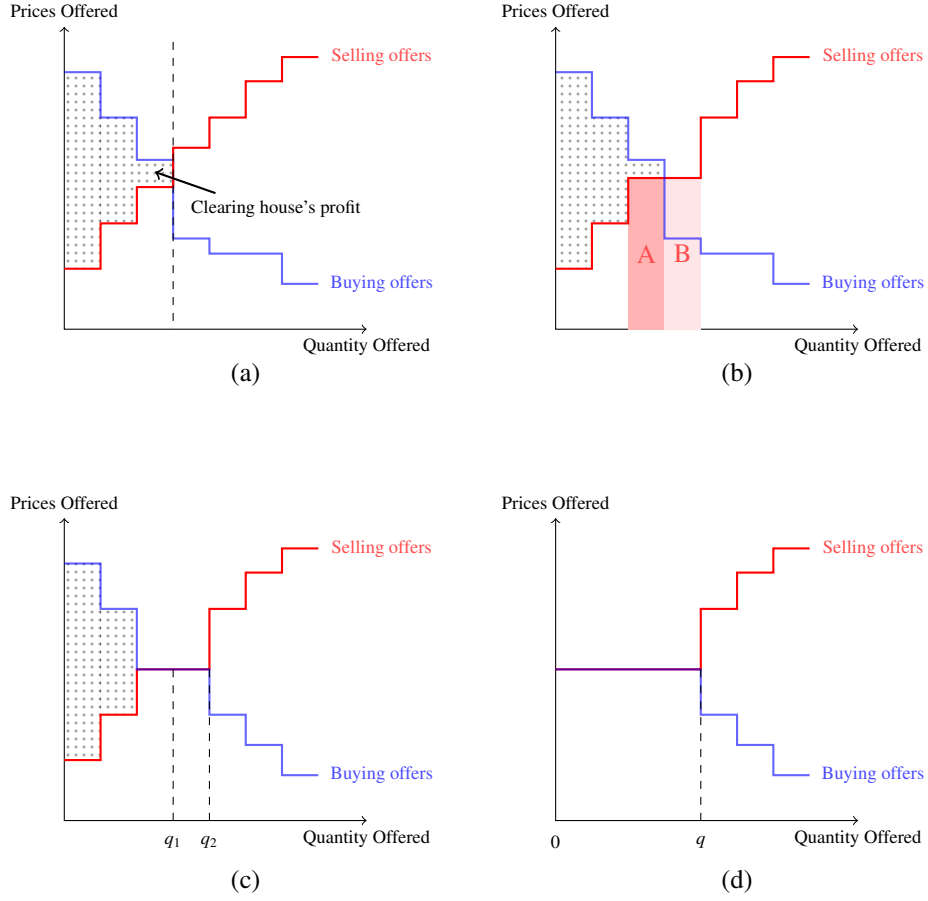 Prices Offered
Selling offers
Clearing house's profit
Buying offers
Quantity Offered
(a)
Prices Offered
Selling offers
A
B
Buying offers
Quantity Offered
(b)
Prices Offered
Selling offers
Buying offers
q1
q2
Quantity Offered
(c)
Prices Offered
Selling offers
Buying offers
0
q
Quantity Offered
(d)